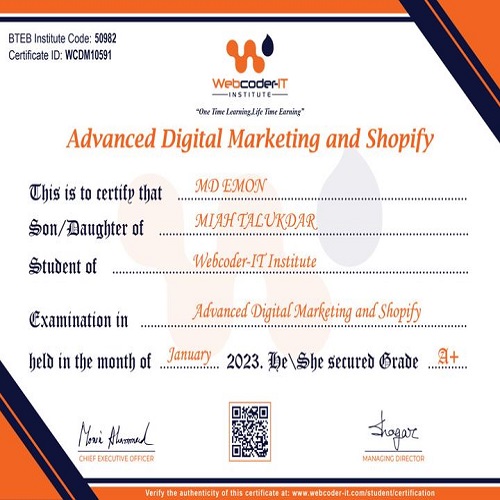 BTEB Institute Code: 50982
Certificate ID: WCDM10591
Webcoder-IT
INSTITUTE
"One Time Learning,Life Time Earning"
Advanced Digital Marketing and Shopify
This is to certify that MD EMON
Son/Daughter of MIAH TALUKDAR
Student of Webcoder-IT Institute
Examination in Advanced Digital Marketing and Shopify
held in the month of January 2023. He\She secured Grade A+
CHIEF EXECUTIVE OFFICER
MANAGING DIRECTOR
Verify the authenticity of this certificate at: www.webcoder-it.com/student/certification